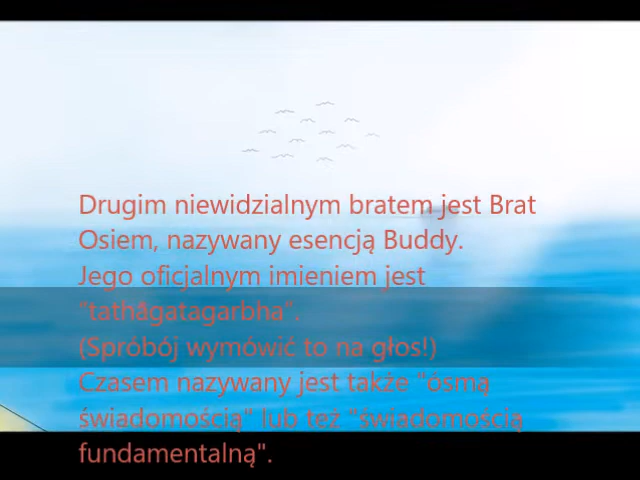 Drugim niewidzialnym bratem jest Brat
Osiem, nazywany esencją Buddy.
Jego oficjalnym imieniem jest
"tathāgatagarbha".
(Spróbój wymówić to na głos!)
Czasem nazywany jest także "ósmą
świadomością" lub też "świadomością
fundamentalną".